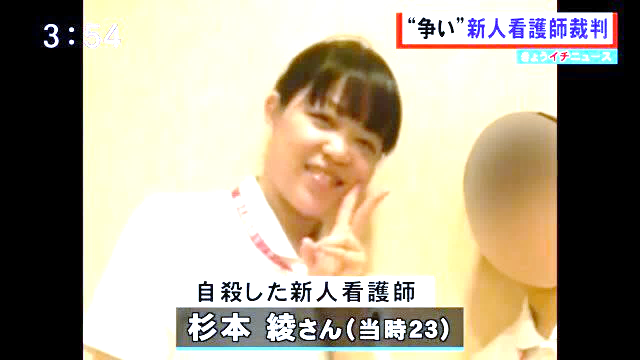 3:54
“争い”新人看護師裁判
きょうイチニュース
自殺した新人看護師
杉本 綾さん(当時23)